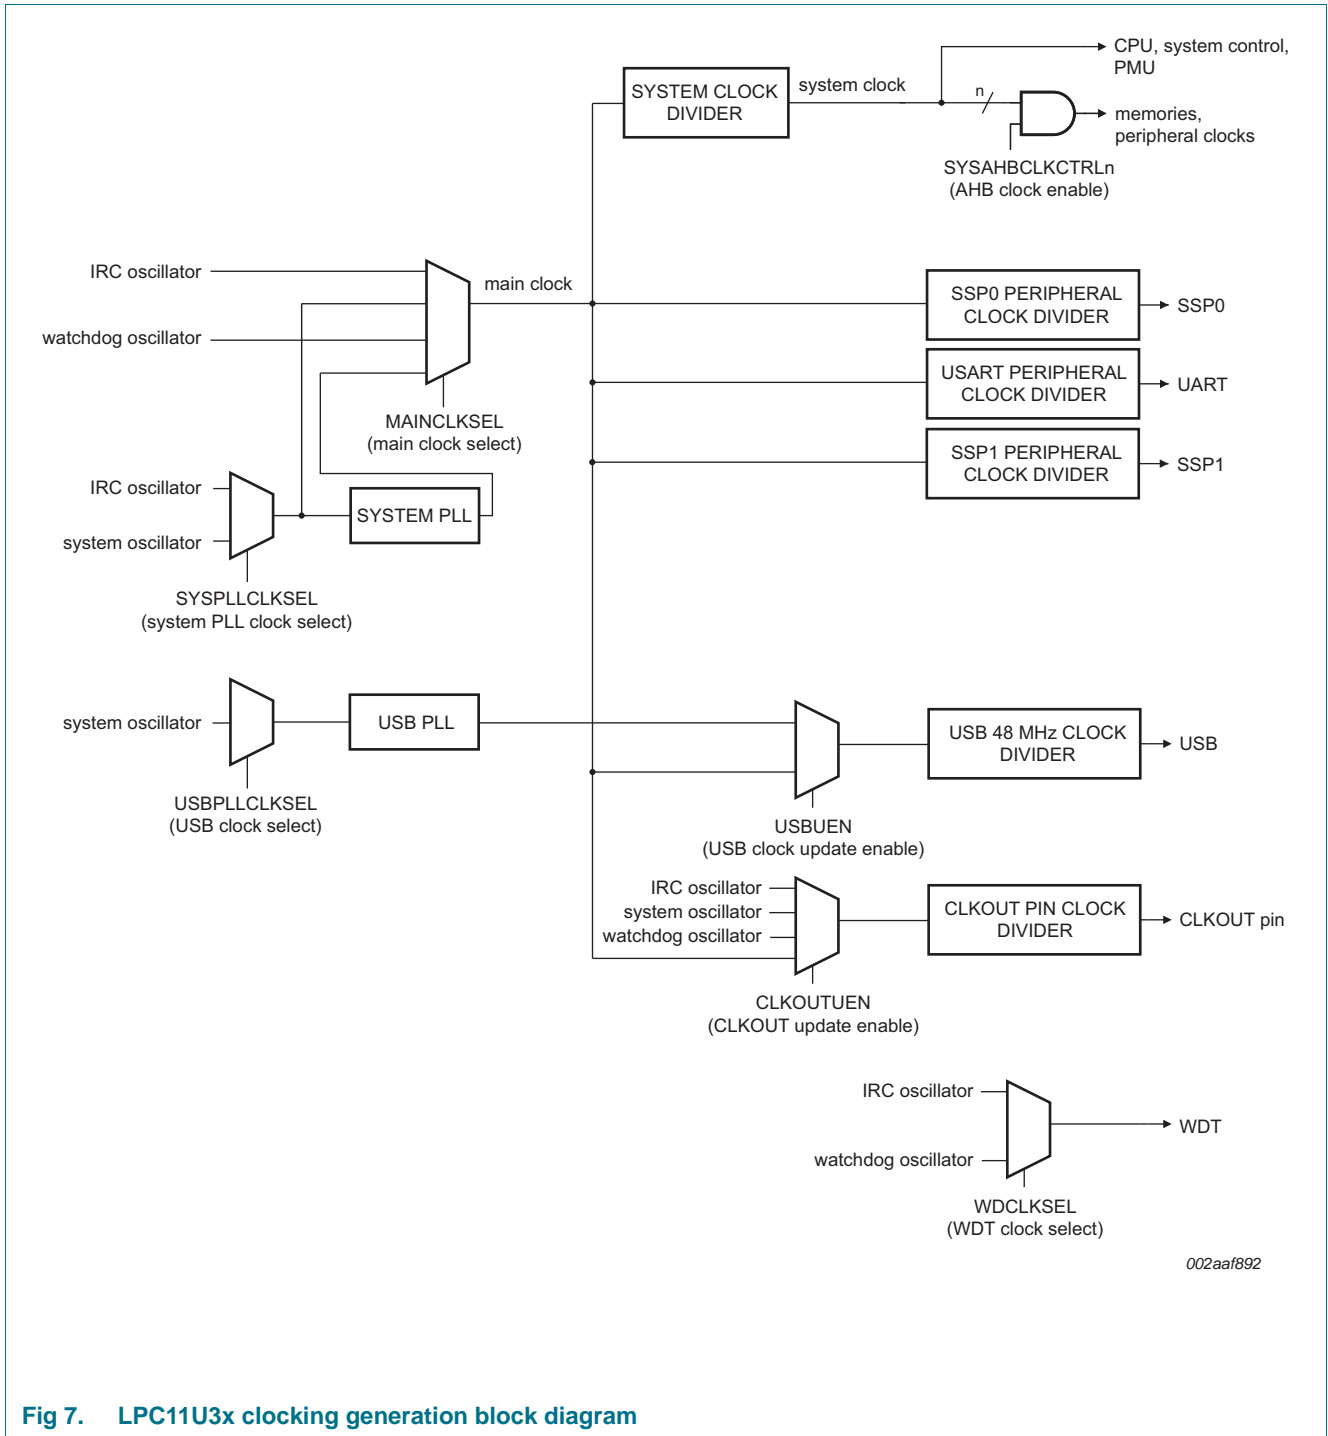 CPU, system control,
PMU
SYSTEM CLOCK
DIVIDER
system clock
n
memories,
peripheral clocks
SYSAHBCLKCTRLn
(AHB clock enable)
IRC oscillator
main clock
watchdog oscillator
MAINCLKSEL
(main clock select)
SSP0 PERIPHERAL
CLOCK DIVIDER
SSP0
USART PERIPHERAL
CLOCK DIVIDER
UART
SSP1 PERIPHERAL
CLOCK DIVIDER
SSP1
IRC oscillator
system oscillator
SYSTEM PLL
SYSPLLCLKSEL
(system PLL clock select)
system oscillator
USB PLL
USBPLLCLKSEL
(USB clock select)
USB 48 MHz CLOCK
DIVIDER
USB
USBUEN
(USB clock update enable)
IRC oscillator
system oscillator
watchdog oscillator
CLKOUT PIN CLOCK
DIVIDER
CLKOUT pin
CLKOUTUEN
(CLKOUT update enable)
IRC oscillator
watchdog oscillator
WDT
WDCLKSEL
(WDT clock select)
002aaf892
Fig 7. LPC11U3x clocking generation block diagram